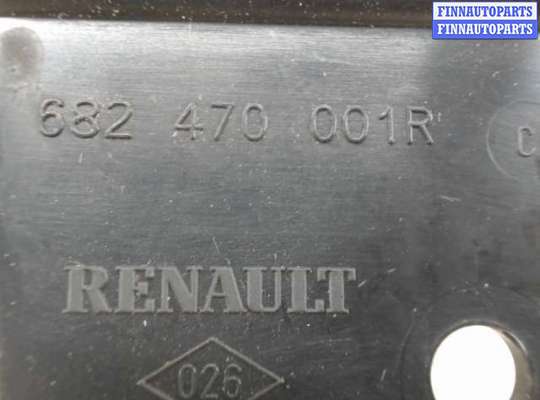 FINNAUTOPARTS
FINNAUTOPARTS
682 470 001R
C
RENAULT
026